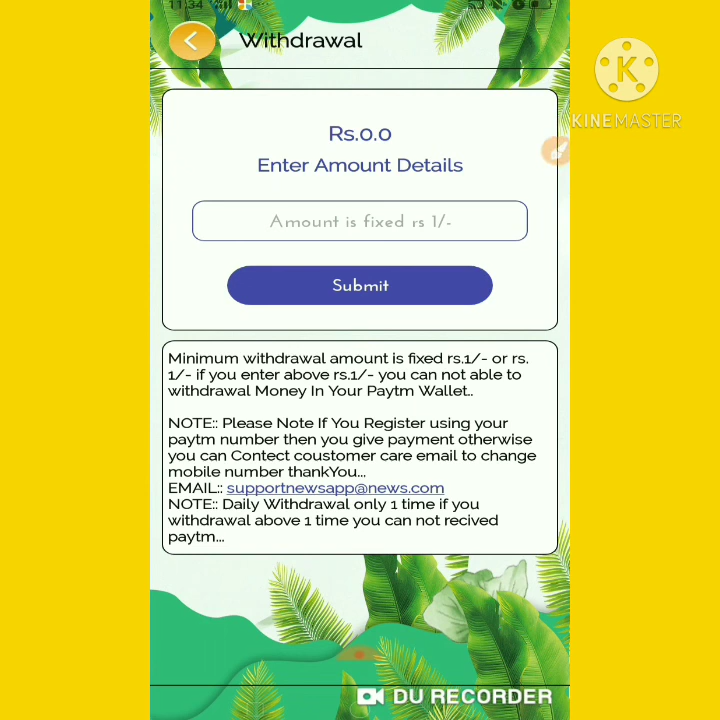 11:34
Withdrawal
K
KINEMASTER
Rs.0.0
Enter Amount Details
Amount is fixed rs 1/-
Submit
Minimum withdrawal amount is fixed rs.1/- or rs.
1/- if you enter above rs.1/- you can not able to
withdrawal Money In Your Paytm Wallet..
NOTE:: Please Note If You Register using your
paytm number then you give payment otherwise
you can Contect coustomer care email to change
mobile number thankYou...
EMAIL:: supportnewsapp@news.com
NOTE:: Daily Withdrawal only 1 time if you
withdrawal above 1 time you can not recived
paytm...
DU RECORDER